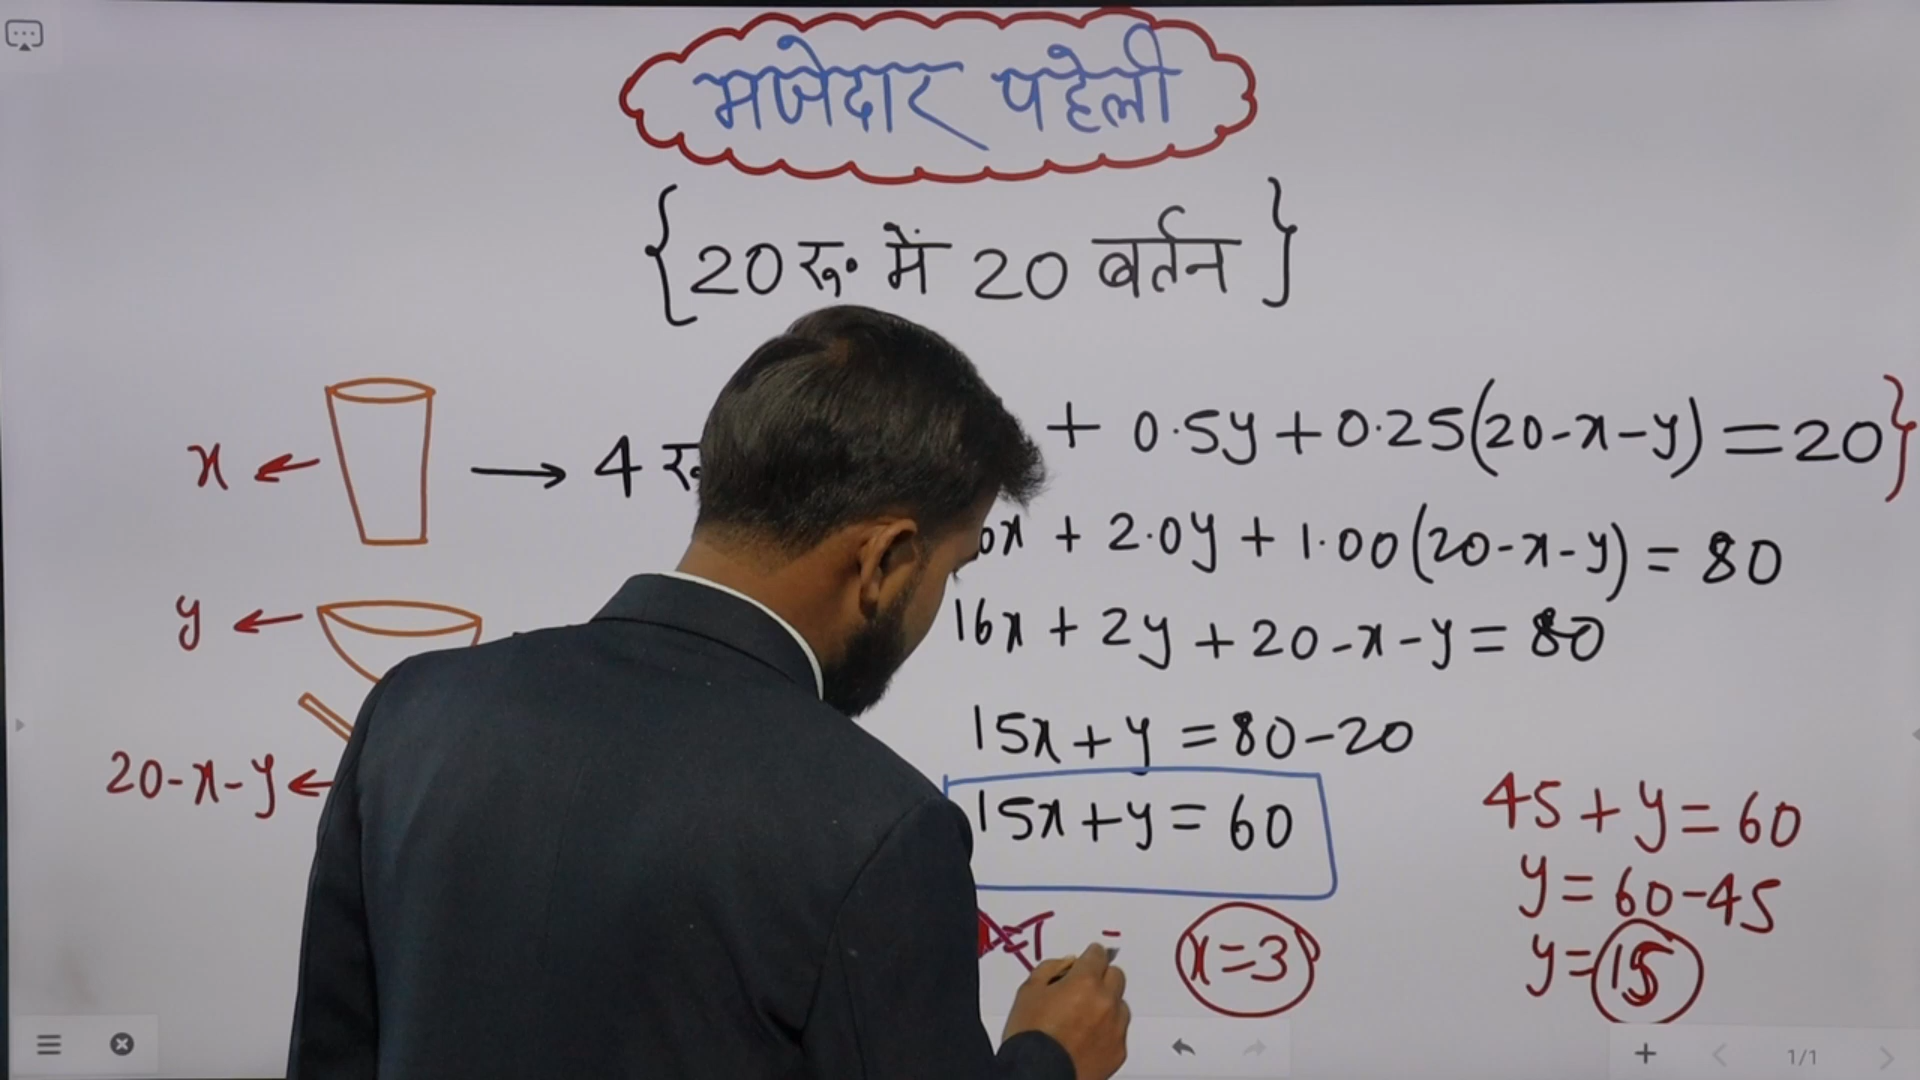 मजेदार पहेली
{20 रु. में 20 बर्तन}
x ← → 4 रु
+ 0.5y + 0.25(20-x-y) = 20}
0x + 2.0y + 1.00(20-x-y) = 80
y ←
16x + 2y + 20-x-y = 80
15x + y = 80-20
20-x-y ←
15x + y = 60
45 + y = 60
y = 60-45
x=3
y = 15
1/1